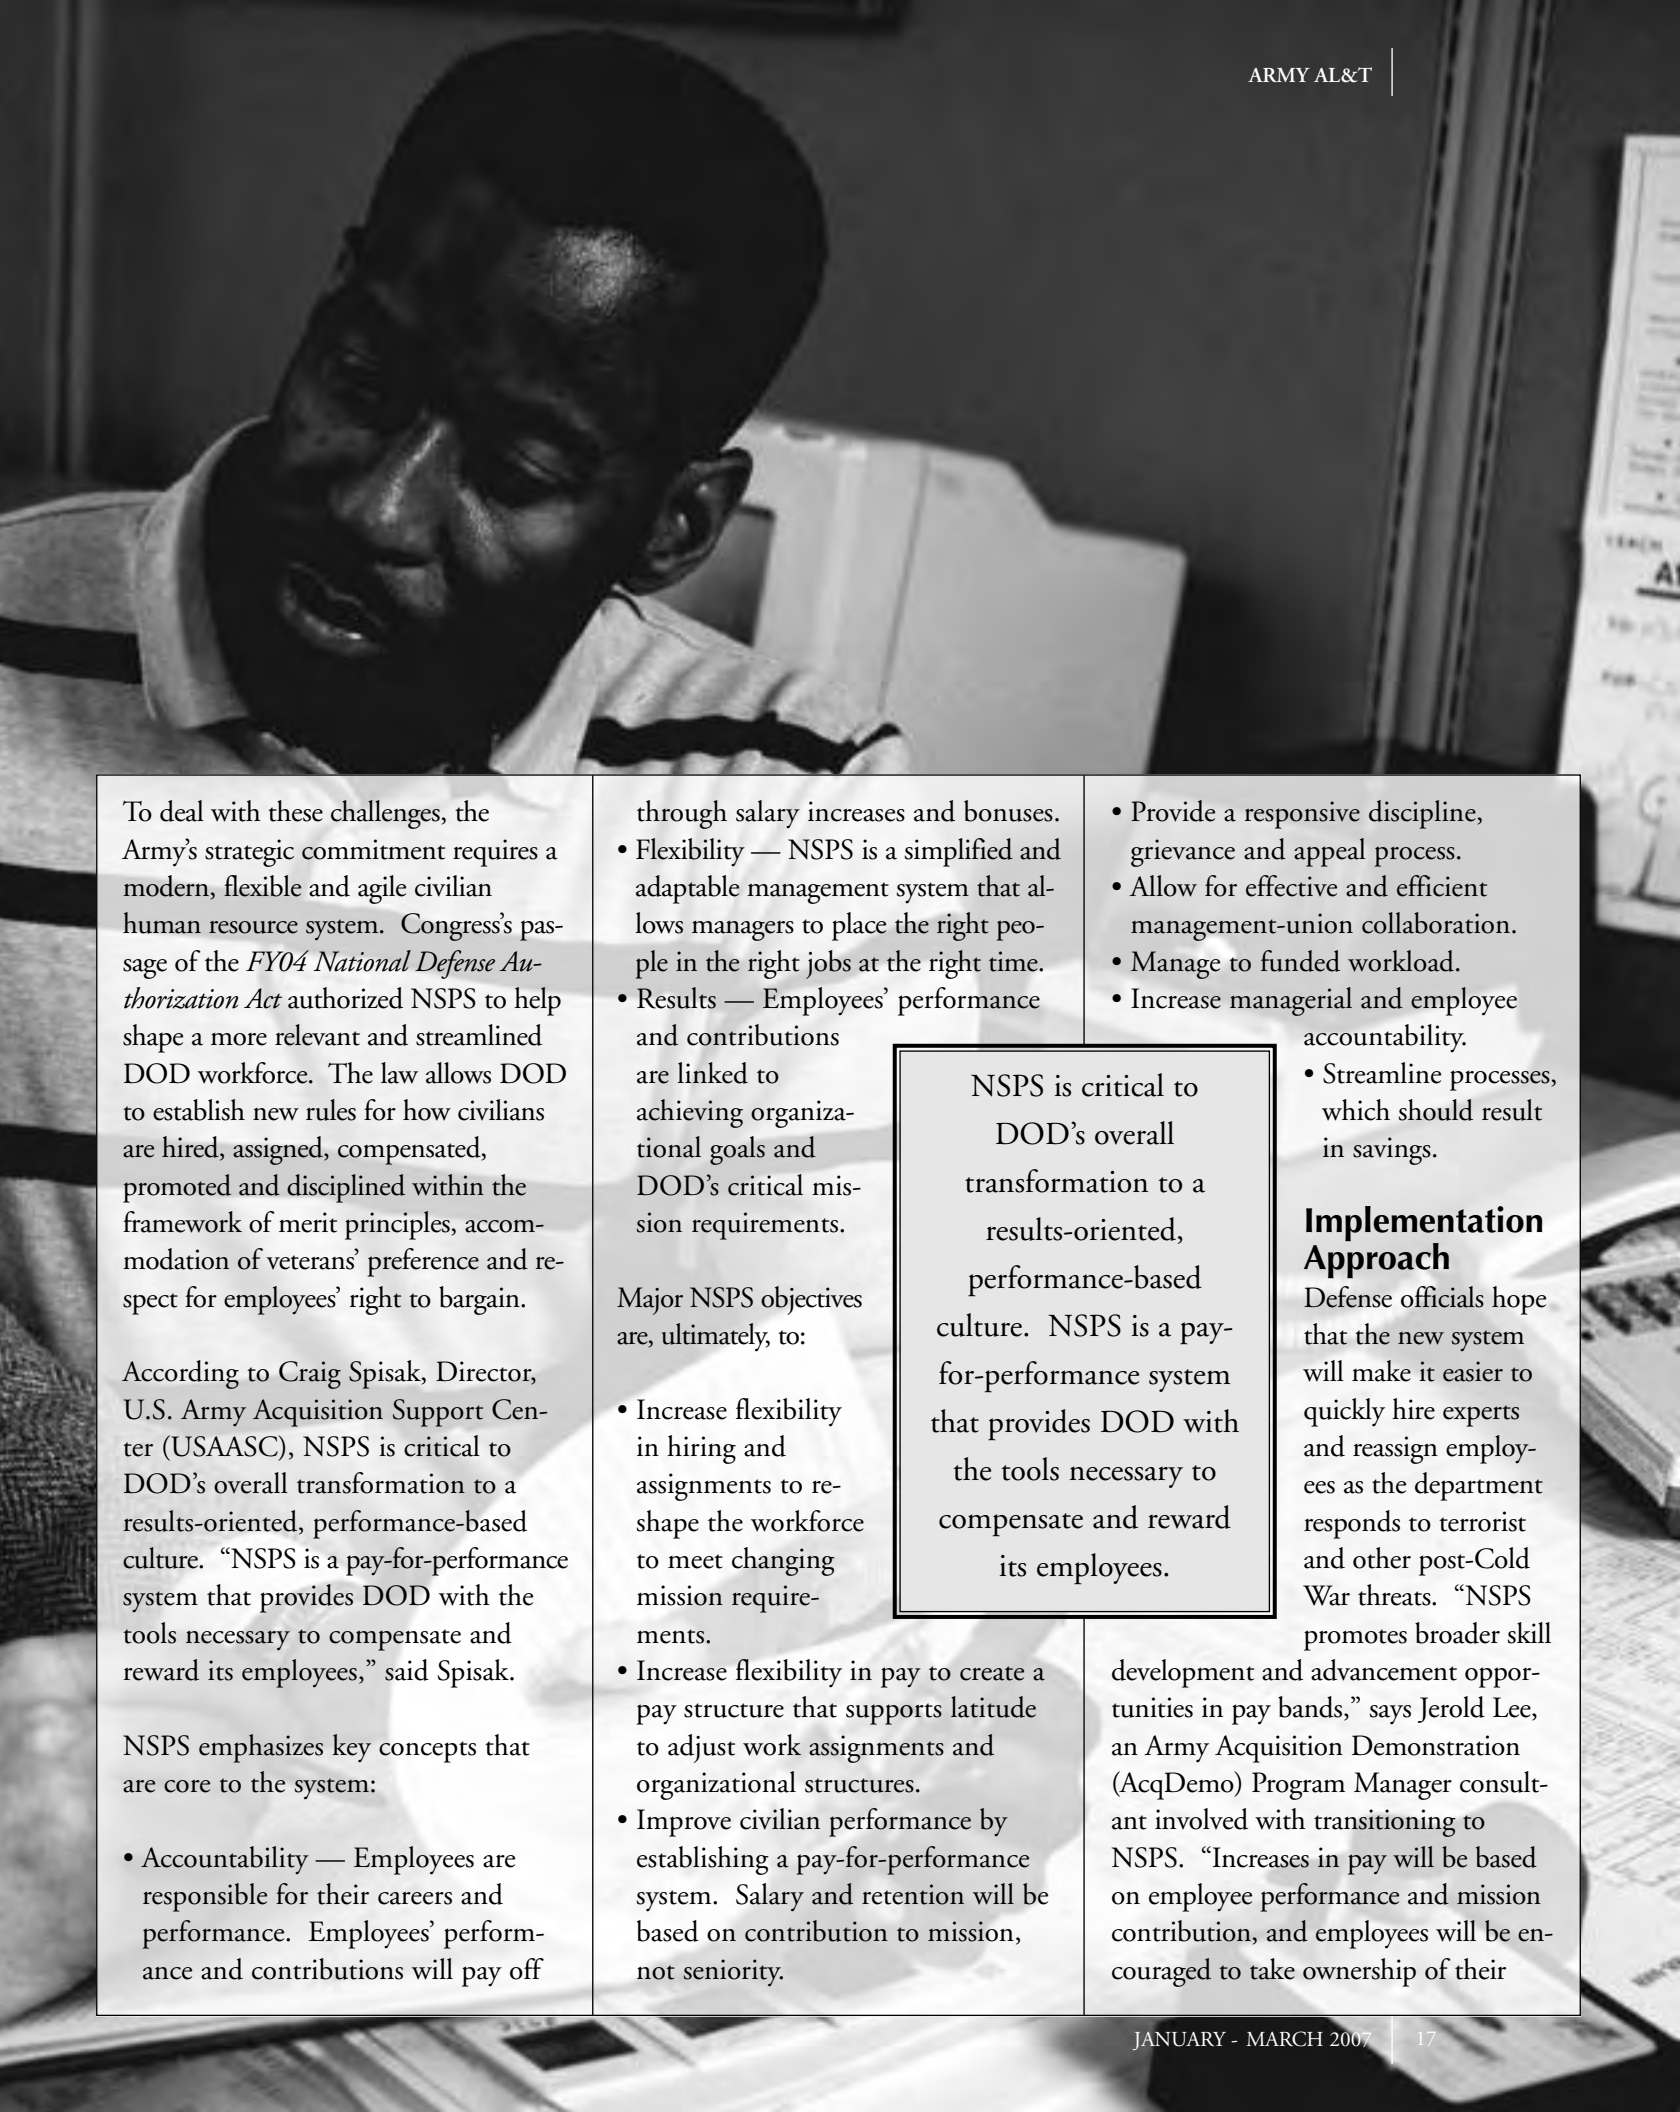 ARMY AL&T
To deal with these challenges, the
Army's strategic commitment requires a
modern, flexible and agile civilian
human resource system.  Congress's pas-
sage of the FY04 National Defense Au-
thorization Act authorized NSPS to help
shape a more relevant and streamlined
DOD workforce.  The law allows DOD
to establish new rules for how civilians
are hired, assigned, compensated,
promoted and disciplined within the
framework of merit principles, accom-
modation of veterans' preference and re-
spect for employees' right to bargain.
According to Craig Spisak, Director,
U.S. Army Acquisition Support Cen-
ter (USAASC), NSPS is critical to
DOD's overall transformation to a
results-oriented, performance-based
culture.  “NSPS is a pay-for-performance
system that provides DOD with the
tools necessary to compensate and
reward its employees,” said Spisak.
NSPS emphasizes key concepts that
are core to the system:
• Accountability — Employees are
responsible for their careers and
performance.  Employees' perform-
ance and contributions will pay off
through salary increases and bonuses.
• Flexibility — NSPS is a simplified and
adaptable management system that al-
lows managers to place the right peo-
ple in the right jobs at the right time.
• Results — Employees' performance
and contributions
are linked to
achieving organiza-
tional goals and
DOD's critical mis-
sion requirements.
Major NSPS objectives
are, ultimately, to:
• Increase flexibility
in hiring and
assignments to re-
shape the workforce
to meet changing
mission require-
ments.
• Increase flexibility in pay to create a
pay structure that supports latitude
to adjust work assignments and
organizational structures.
• Improve civilian performance by
establishing a pay-for-performance
system.  Salary and retention will be
based on contribution to mission,
not seniority.
NSPS is critical to
DOD's overall
transformation to a
results-oriented,
performance-based
culture.  NSPS is a pay-
for-performance system
that provides DOD with
the tools necessary to
compensate and reward
its employees.
• Provide a responsive discipline,
grievance and appeal process.
• Allow for effective and efficient
management-union collaboration.
• Manage to funded workload.
• Increase managerial and employee
accountability.
• Streamline processes,
which should result
in savings.
Implementation
Approach
Defense officials hope
that the new system
will make it easier to
quickly hire experts
and reassign employ-
ees as the department
responds to terrorist
and other post-Cold
War threats.  “NSPS
promotes broader skill
development and advancement oppor-
tunities in pay bands,” says Jerold Lee,
an Army Acquisition Demonstration
(AcqDemo) Program Manager consult-
ant involved with transitioning to
NSPS.  “Increases in pay will be based
on employee performance and mission
contribution, and employees will be en-
couraged to take ownership of their
JANUARY - MARCH 2007
17